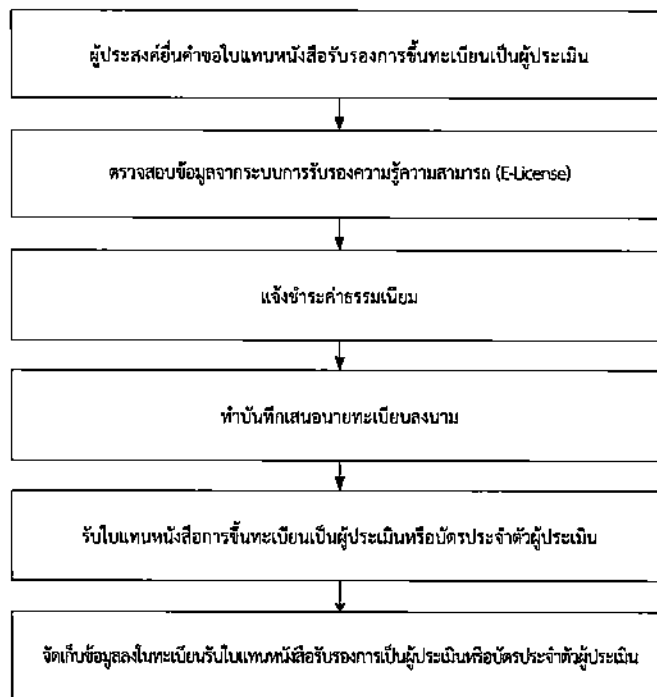 ผู้ประสงค์ยื่นคำขอใบแทนหนังสือรับรองการขึ้นทะเบียนเป็นผู้ประเมิน
ตรวจสอบข้อมูลจากระบบการรับรองความรู้ความสามารถ (E-License)
แจ้งชำระค่าธรรมเนียม
ทำบันทึกเสนอนายทะเบียนลงนาม
รับใบแทนหนังสือการขึ้นทะเบียนเป็นผู้ประเมินหรือบัตรประจำตัวผู้ประเมิน
จัดเก็บข้อมูลลงในทะเบียนรับใบแทนหนังสือรับรองการเป็นผู้ประเมินหรือบัตรประจำตัวผู้ประเมิน